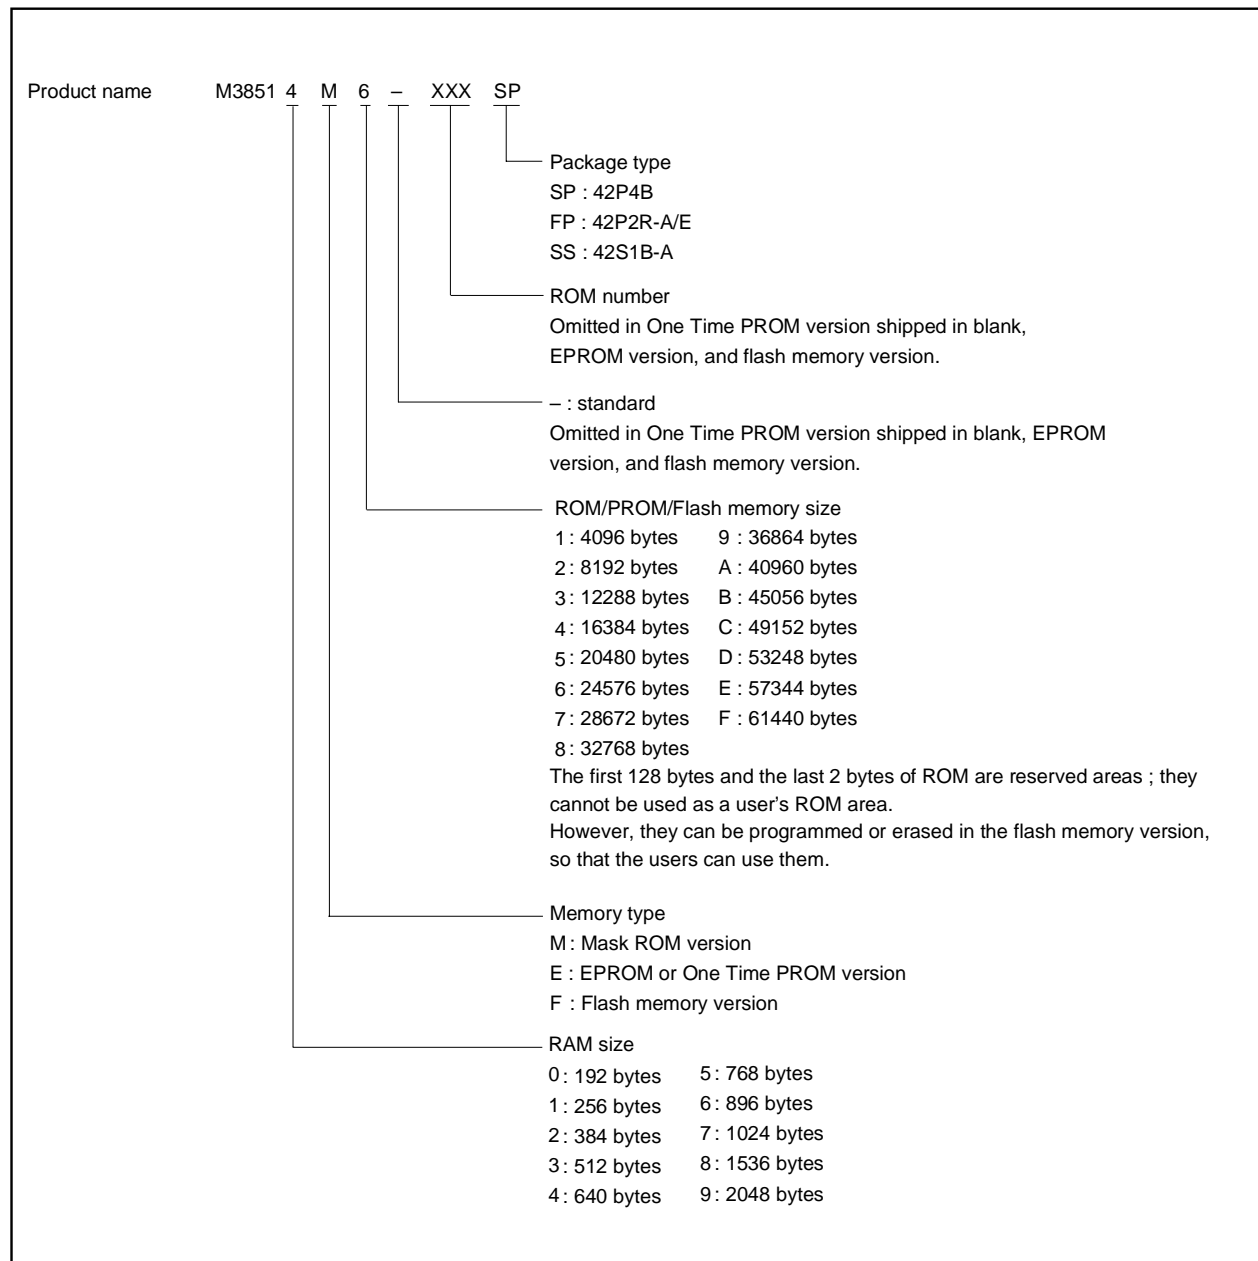 Product name M3851 4 M 6 – XXX SP
Package type
SP : 42P4B
FP : 42P2R-A/E
SS : 42S1B-A
ROM number
Omitted in One Time PROM version shipped in blank,
EPROM version, and flash memory version.
– : standard
Omitted in One Time PROM version shipped in blank, EPROM
version, and flash memory version.
ROM/PROM/Flash memory size
1 : 4096 bytes 9 : 36864 bytes
2 : 8192 bytes A : 40960 bytes
3 : 12288 bytes B : 45056 bytes
4 : 16384 bytes C : 49152 bytes
5 : 20480 bytes D : 53248 bytes
6 : 24576 bytes E : 57344 bytes
7 : 28672 bytes F : 61440 bytes
8 : 32768 bytes
The first 128 bytes and the last 2 bytes of ROM are reserved areas ; they
cannot be used as a user’s ROM area.
However, they can be programmed or erased in the flash memory version,
so that the users can use them.
Memory type
M : Mask ROM version
E : EPROM or One Time PROM version
F : Flash memory version
RAM size
0 : 192 bytes 5 : 768 bytes
1 : 256 bytes 6 : 896 bytes
2 : 384 bytes 7 : 1024 bytes
3 : 512 bytes 8 : 1536 bytes
4 : 640 bytes 9 : 2048 bytes